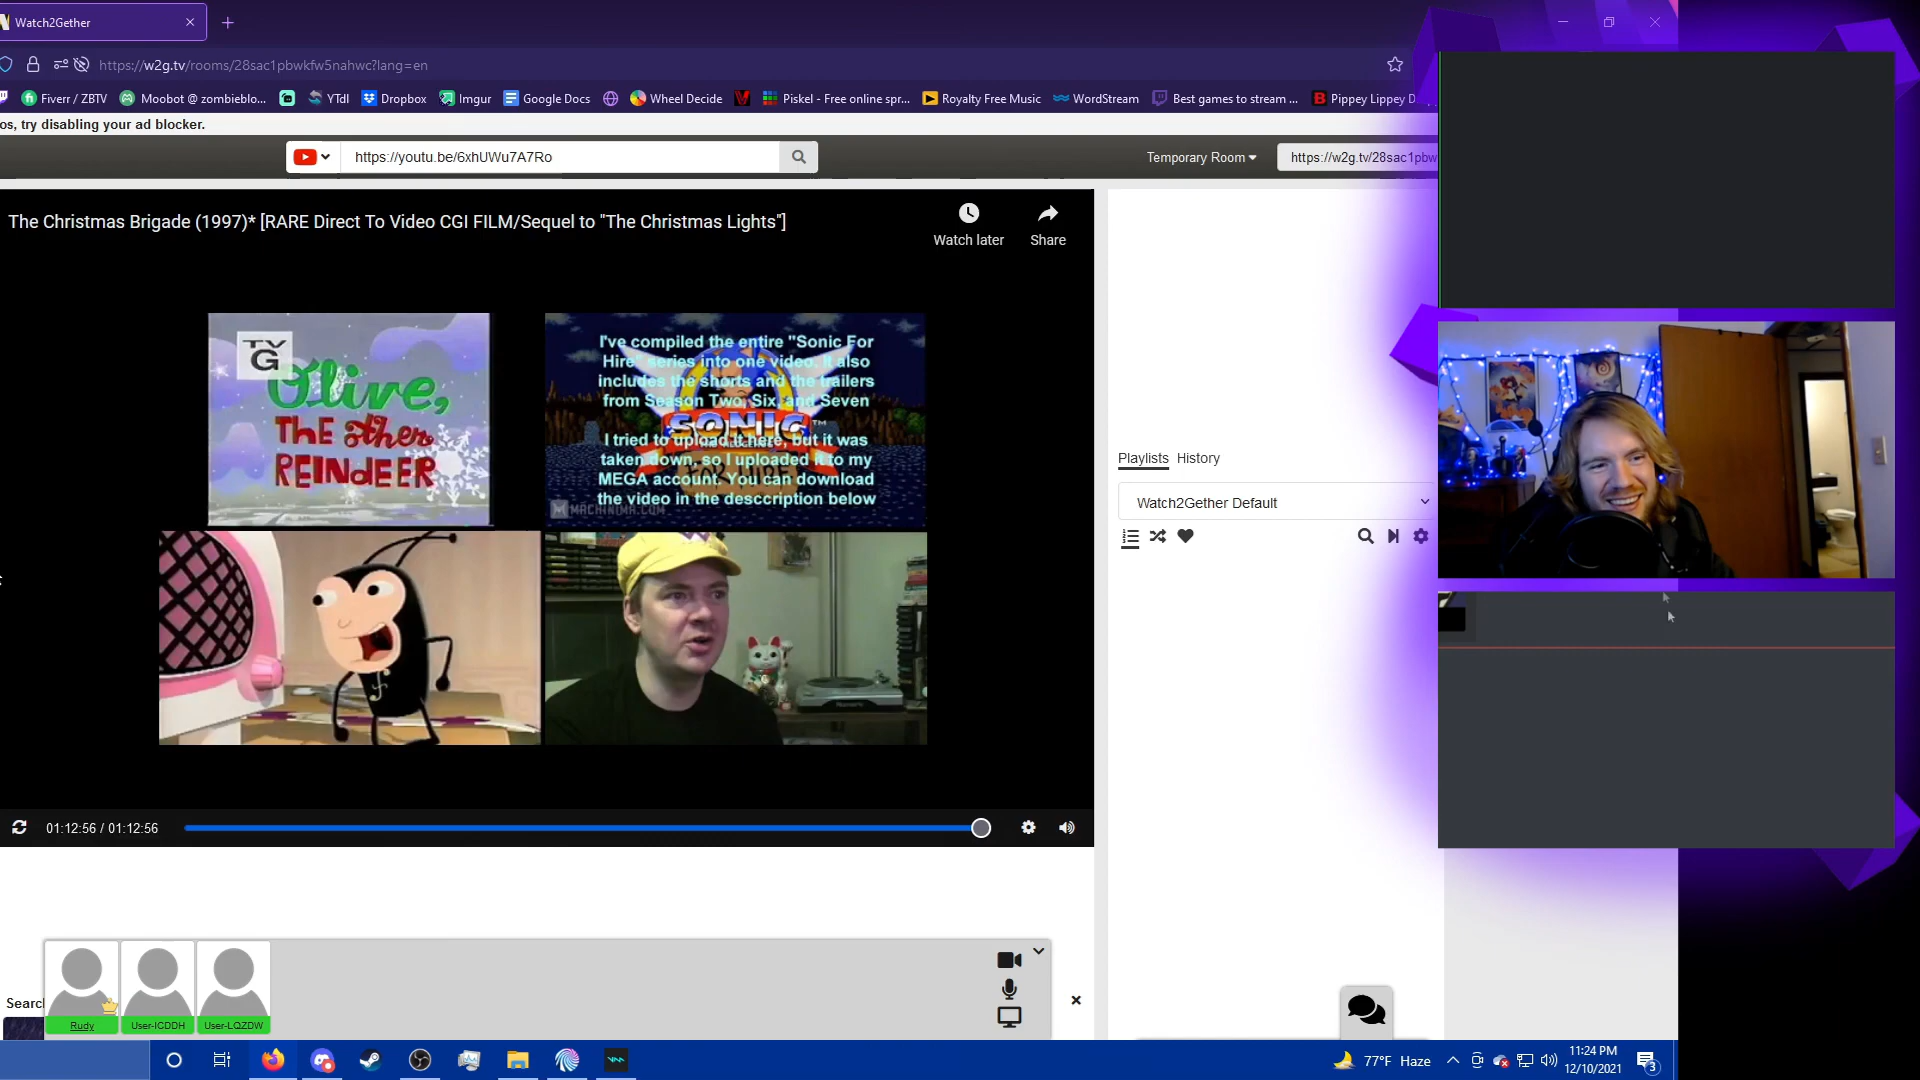 Watch2Gether
https://w2g.tv/rooms/28sac1pbwkfw5nahwc?lang=en
Fiverr / ZBTV
Moobot @ zombieblo...
YTdl
Dropbox
Imgur
Google Docs
Wheel Decide
Piskel - Free online spr...
Royalty Free Music
WordStream
Best games to stream ...
Pippey Lippey D
os, try disabling your ad blocker.
https://youtu.be/6xhUWu7A7Ro
Temporary Room
https://w2g.tv/28sac1pbw
The Christmas Brigade (1997)* [RARE Direct To Video CGI FILM/Sequel to "The Christmas Lights"]
Watch later
Share
TV
G
Olive,
THE other
REINDEER
I've compiled the entire "Sonic For
Hire" series into one video. It also
includes the shorts and the trailers
from Season Two, Six, and Seven
SONIC
TM
I tried to upload it here, but it was
taken down, so I uploaded it to my
MEGA account. You can download
the video in the desccription below
MACHINIMA.COM
Playlists History
Watch2Gether Default
01:12:56 / 01:12:56
Searc
Rudy
User-ICDDH
User-LQZDW
77°F Haze
11:24 PM
12/10/2021
3